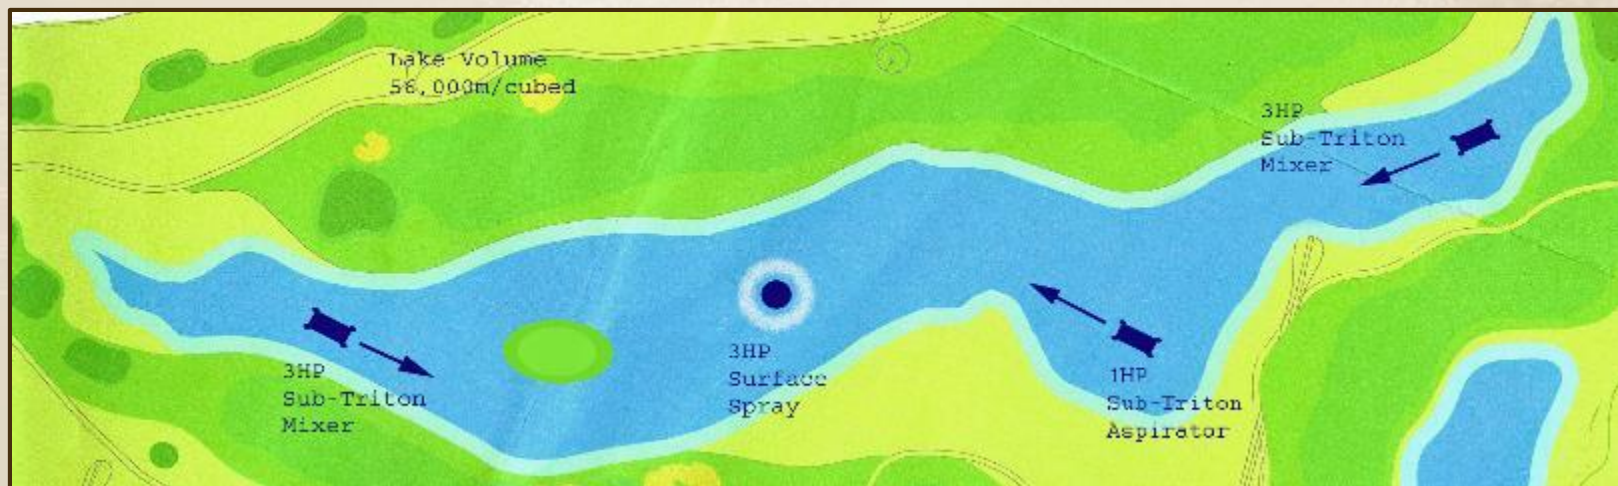 Lake Volume
56,000m/cubed
3HP
Sub-Triton
Mixer
3HP
Sub-Triton
Mixer
3HP
Surface
Spray
1HP
Sub-Triton
Aspirator